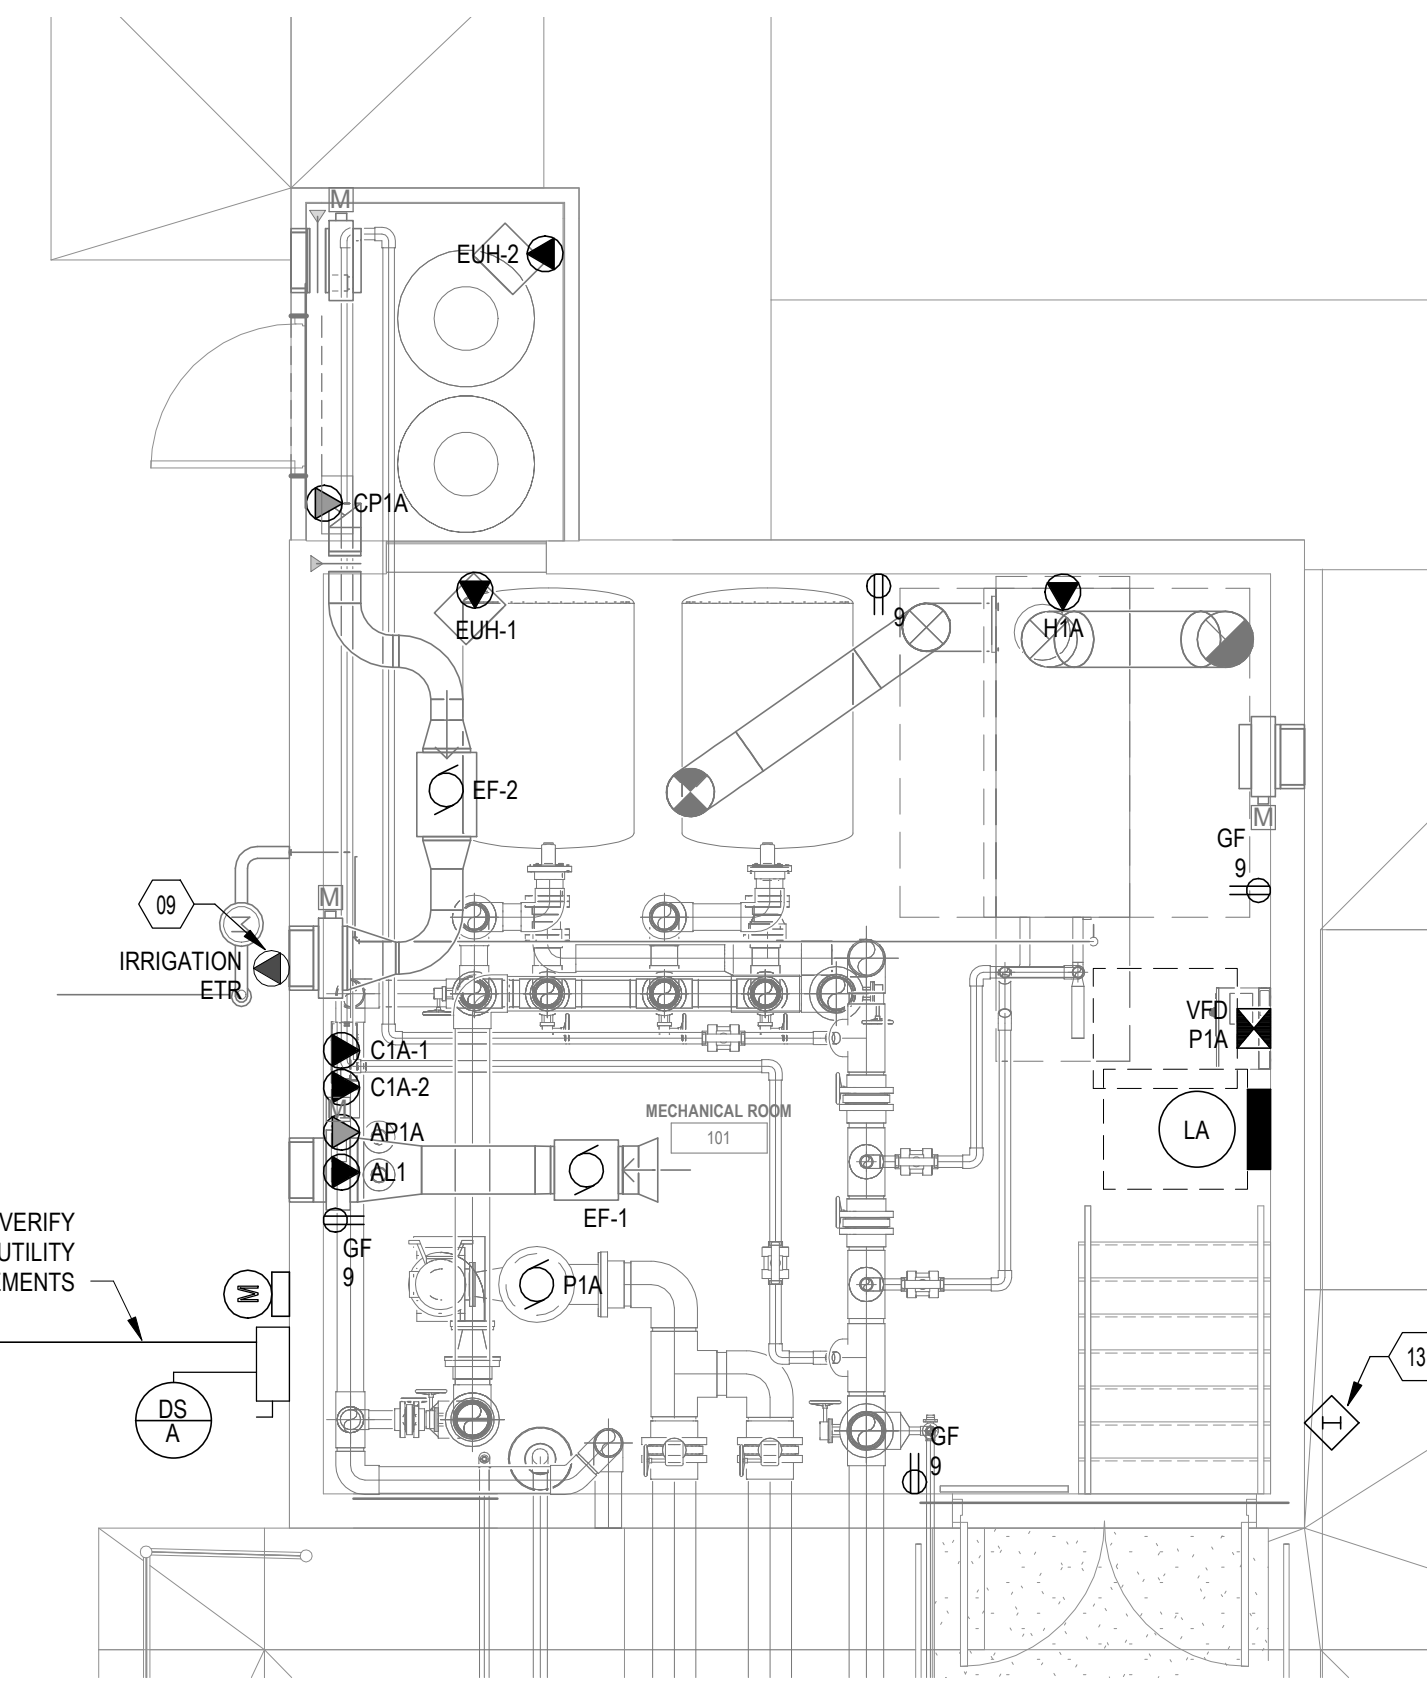 M
EUH-2
CP1A
EUH-1
9
H1A
EF-2
M
GF
9
09
M
M
IRRIGATION
ETR
VFD
P1A
C1A-1
C1A-2
M
AP1A
AL1
MECHANICAL ROOM
101
LA
EF-1
VERIFY
UTILITY
EMENTS
GF
9
M
P1A
DS
A
13
GF
9